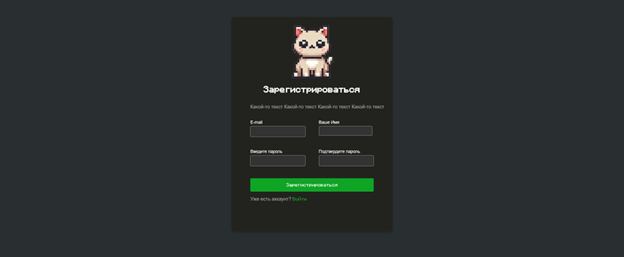 Зарегистрироваться
Какой-то текст Какой-то текст Какой-то текст Какой-то текст
E-mail Ваше Имя
Введите пароль Подтвердите пароль
Зарегистрироваться
Уже есть аккаунт? Войти